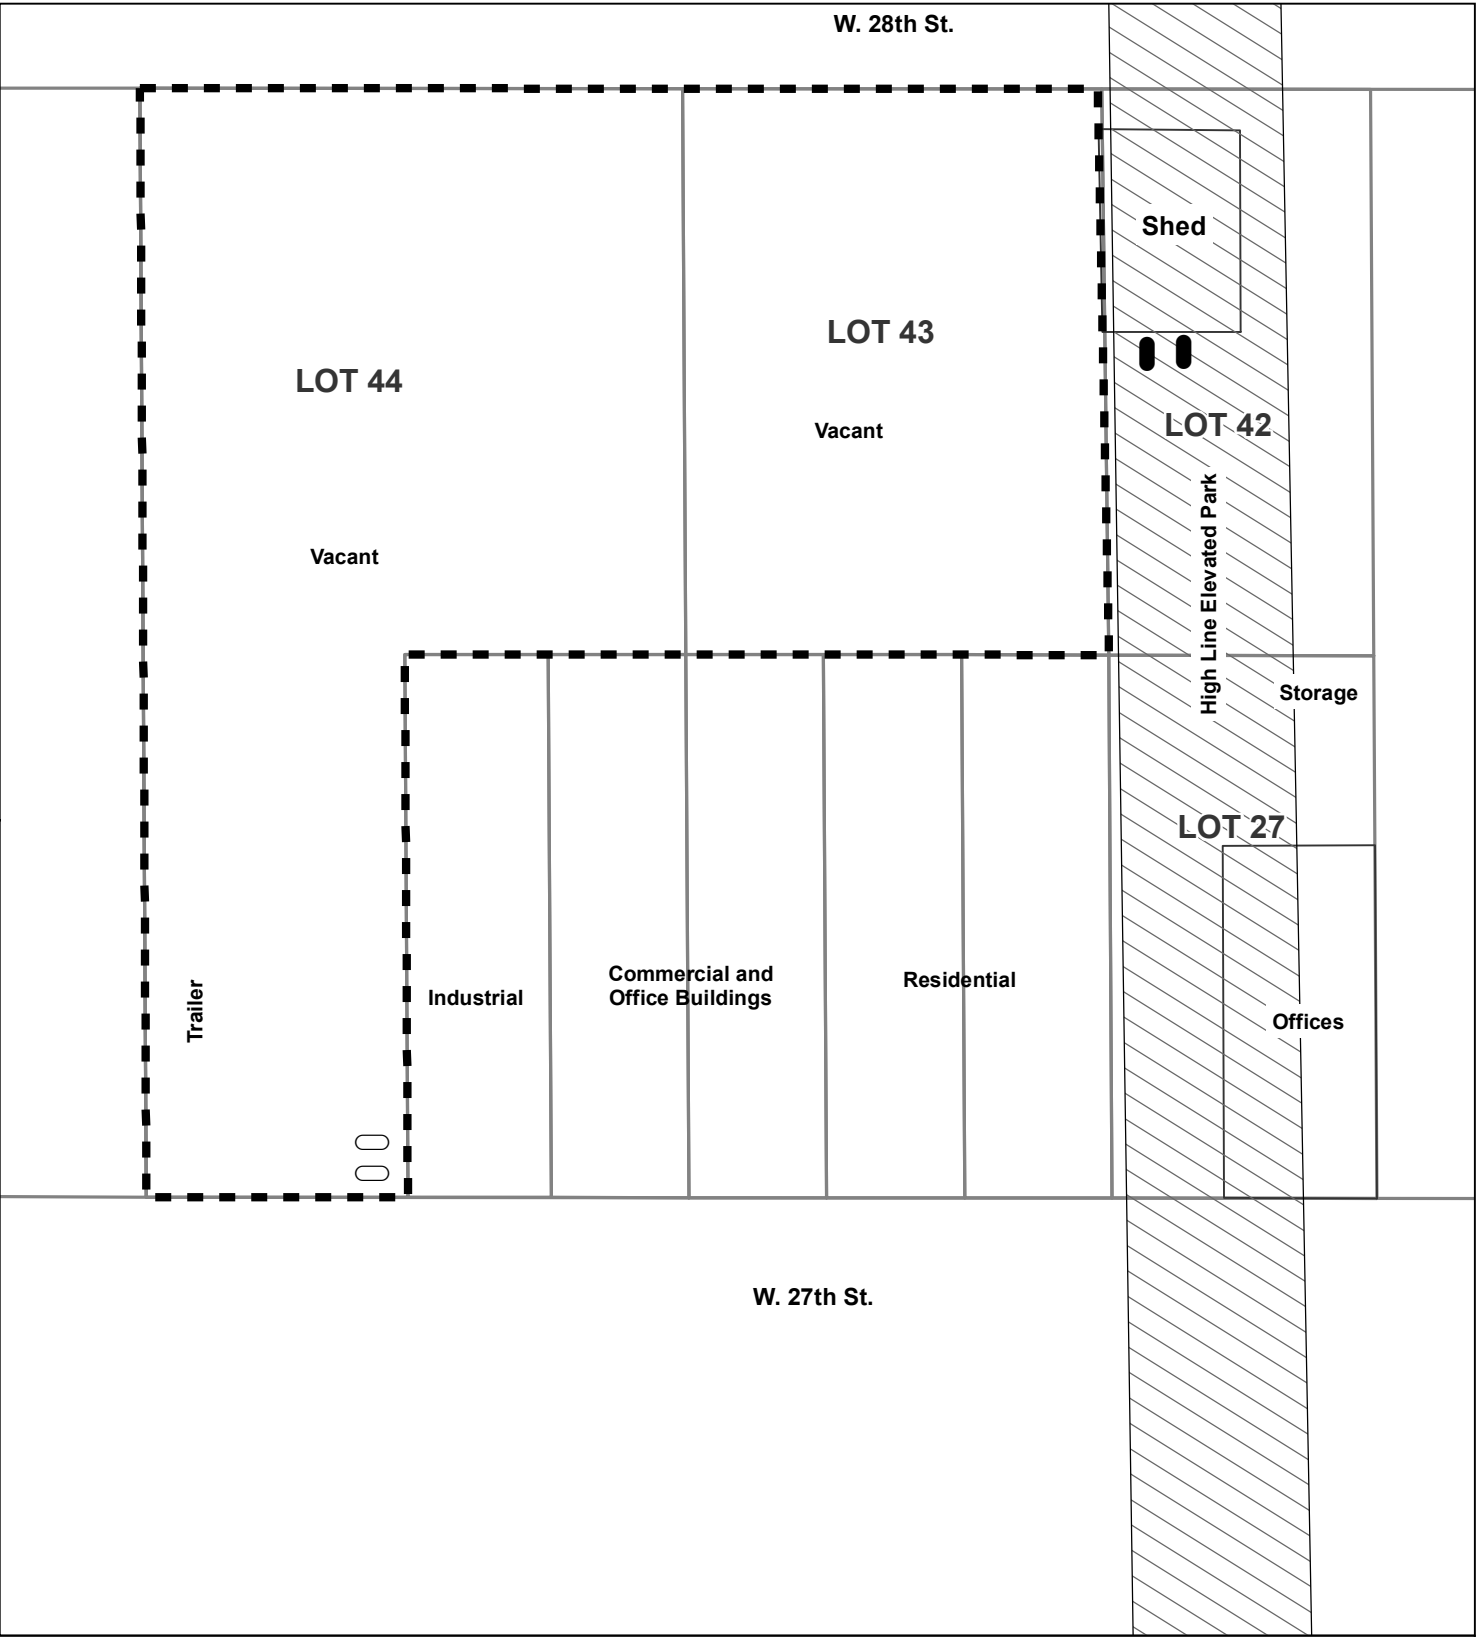 W. 28th St.
Shed
LOT 43
LOT 44
LOT 42
Vacant
High Line Elevated Park
Vacant
Storage
LOT 27
Commercial and
Office Buildings
Residential
Industrial
Trailer
Offices
W. 27th St.